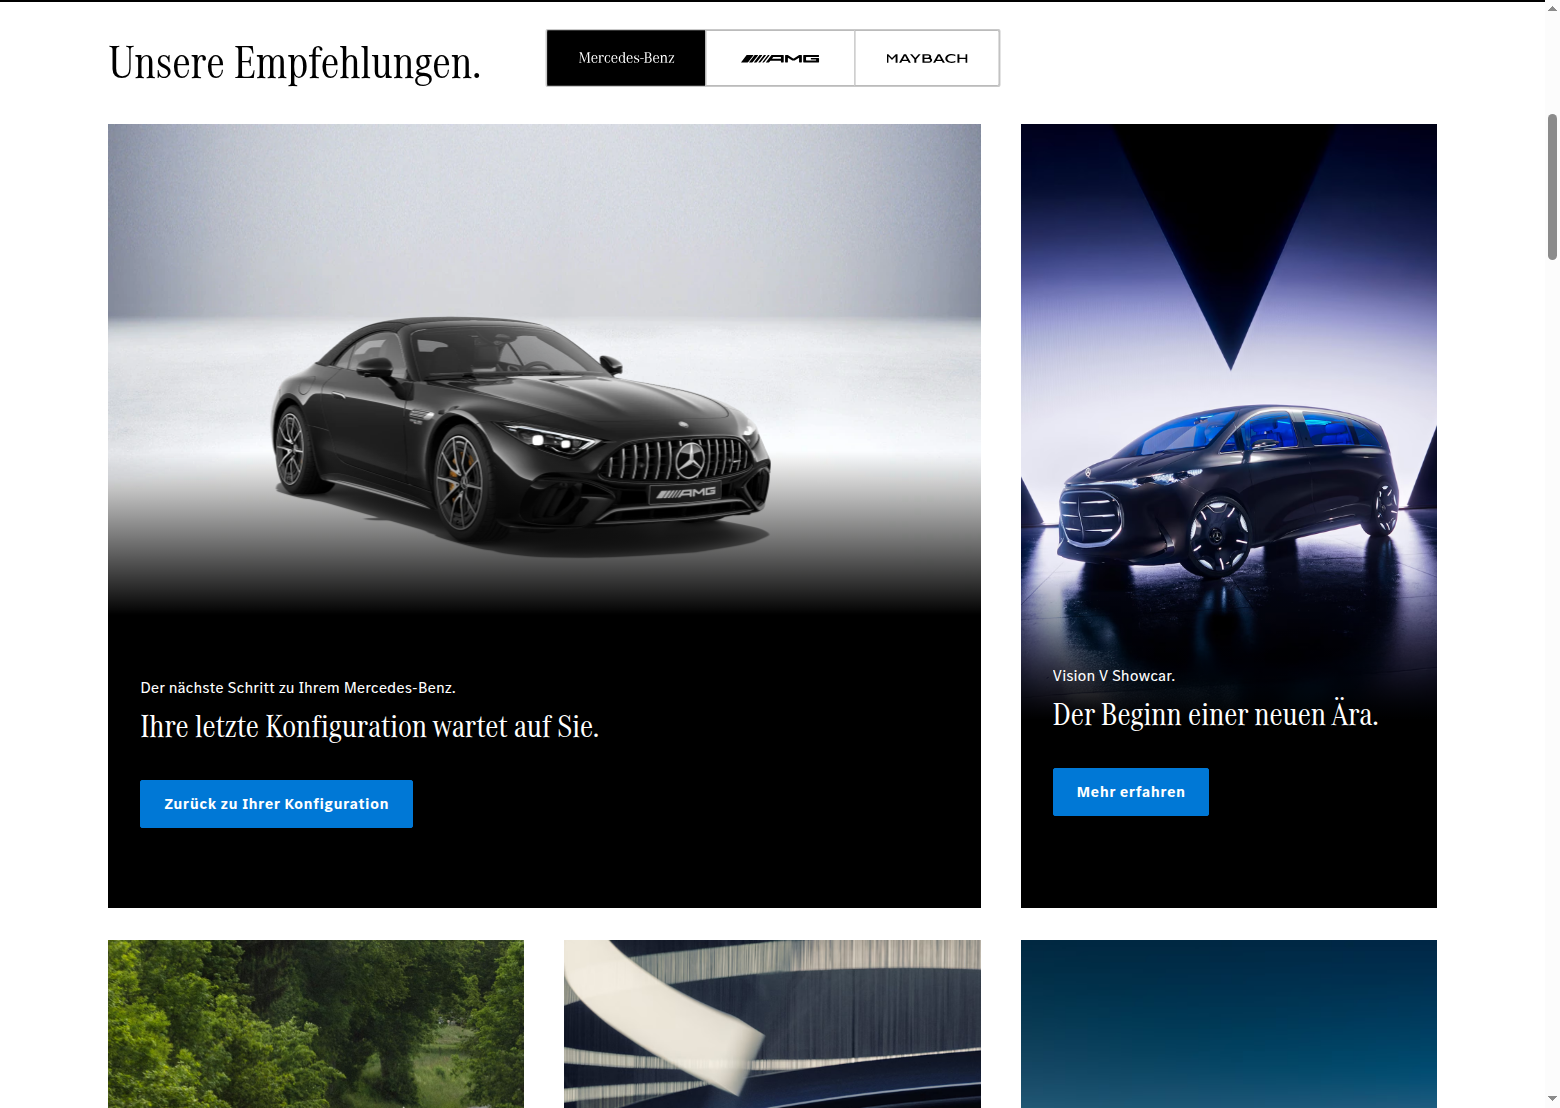 Unsere Empfehlungen.
Mercedes-Benz
AMG
MAYBACH
AMG
Der nächste Schritt zu Ihrem Mercedes-Benz.
Ihre letzte Konfiguration wartet auf Sie.
Zurück zu Ihrer Konfiguration
Vision V Showcar.
Der Beginn einer neuen Ära.
Mehr erfahren